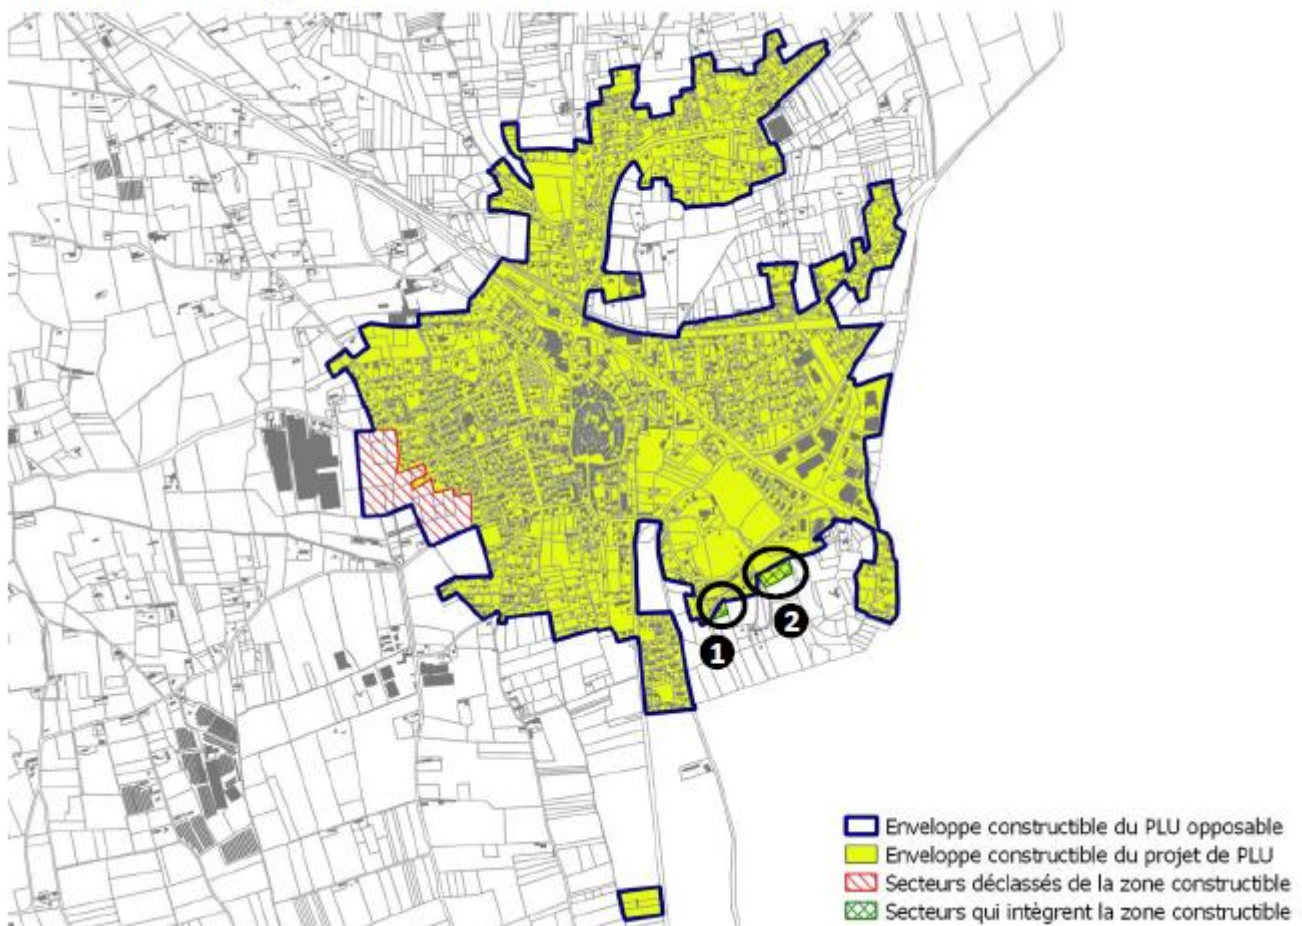 1
2
Enveloppe constructible du PLU opposable
Enveloppe constructible du projet de PLU
Secteurs déclassés de la zone constructible
Secteurs qui intègrent la zone constructible